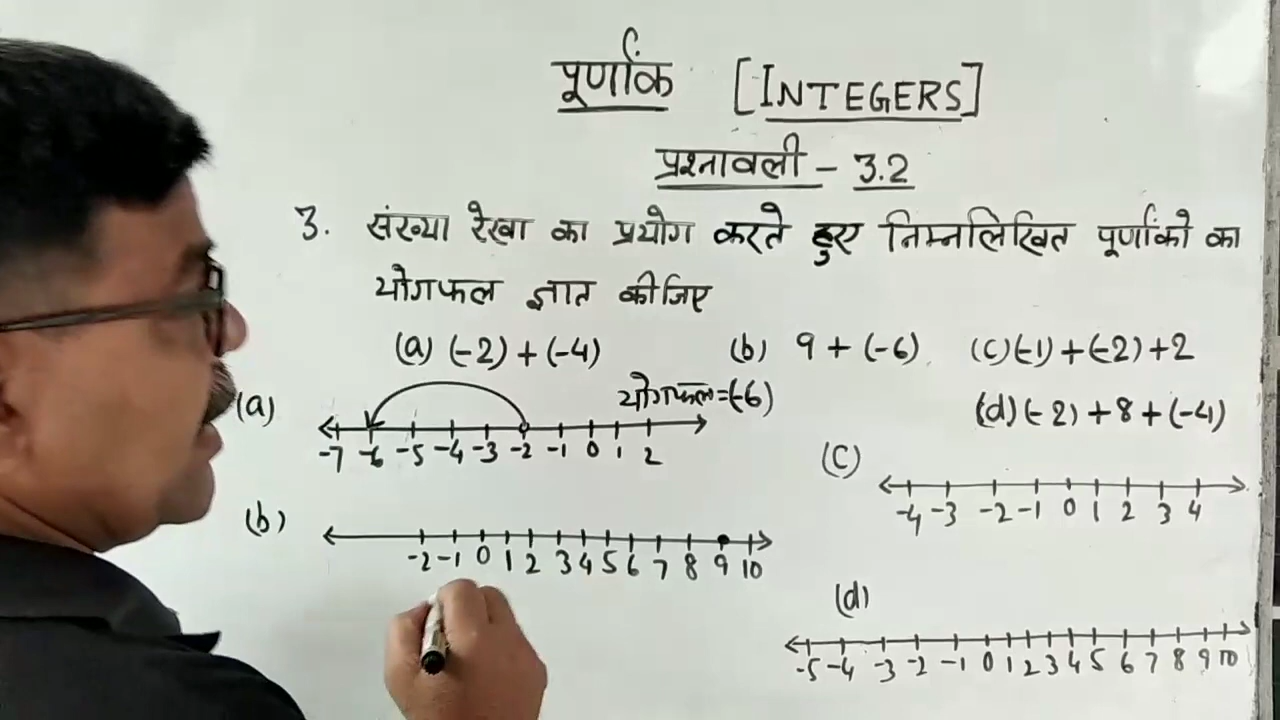 पूर्णांक [INTEGERS]
प्रश्नावली - 3.2
3. संख्या रेखा का प्रयोग करते हुए निम्नलिखित पूर्णांको का
योगफल ज्ञात कीजिए
(a) (-2) + (-4) (b) 9 + (-6) (c) (-1) + (-2) + 2
(d) (-2) + 8 + (-4)
(a) योगफल = (-6)
-7 -6 -5 -4 -3 -2 -1 0 1 2
(c)
-4 -3 -2 -1 0 1 2 3 4
(b)
-2 -1 0 1 2 3 4 5 6 7 8 9 10
(d)
-5 -4 -3 -2 -1 0 1 2 3 4 5 6 7 8 9 10